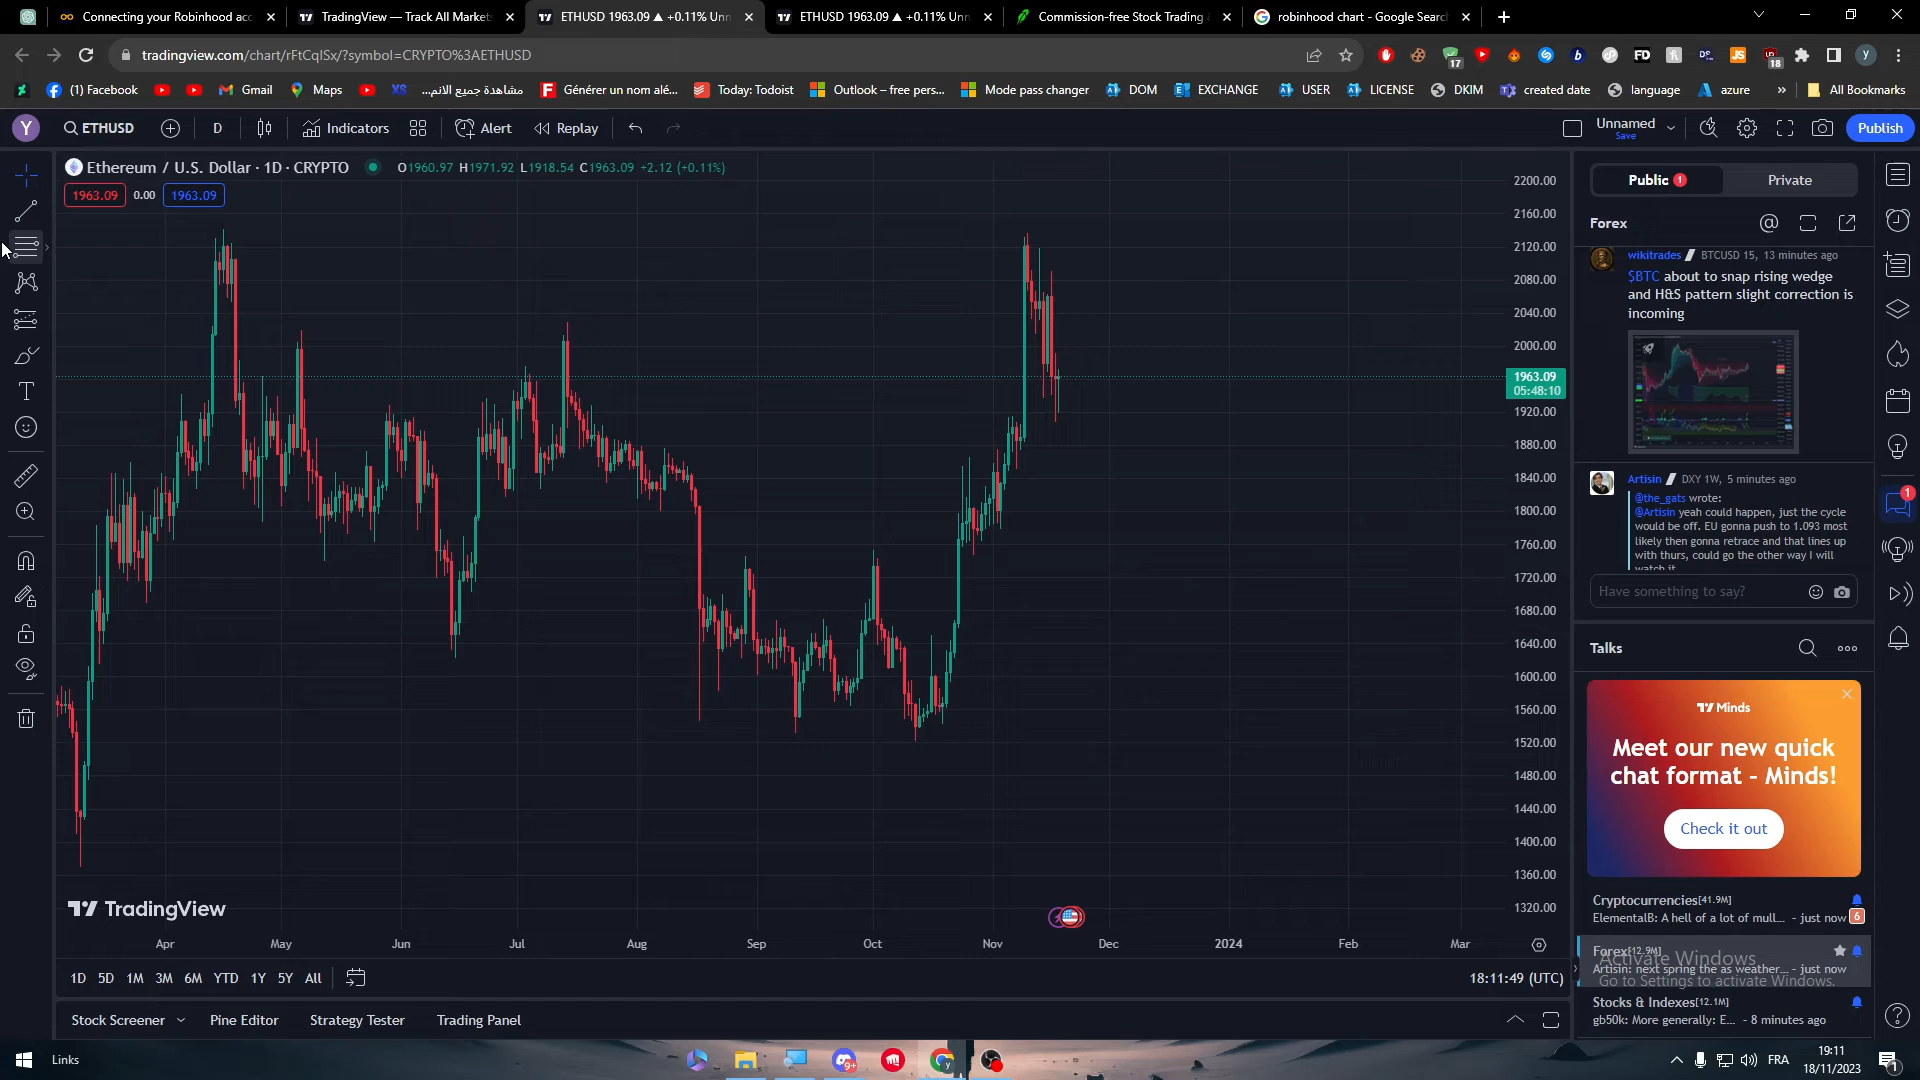 Connecting your Robinhood acc
TradingView — Track All Markets
ETHUSD 1963.09 ▲ +0.11% Unn
ETHUSD 1963.09 ▲ +0.11% Unn
Commission-free Stock Trading &
robinhood chart - Google Search
tradingview.com/chart/rFtCqISx/?symbol=CRYPTO%3AETHUSD
17
FD
JS
18
y
(1) Facebook
Gmail
Maps
XS
مشاهدة جميع الانم...
Générer un nom alé...
Today: Todoist
Outlook – free pers...
Mode pass changer
DOM
EXCHANGE
USER
LICENSE
DKIM
created date
language
azure
»
All Bookmarks
Y
ETHUSD
D
Indicators
Alert
Replay
Unnamed
Save
Publish
Ethereum / U.S. Dollar · 1D · CRYPTO
O1960.97 H1971.92 L1918.54 C1963.09 +2.12 (+0.11%)
1963.09
0.00
1963.09
2200.00
2160.00
2120.00
2080.00
2040.00
2000.00
1963.09
05:48:10
1920.00
1880.00
1840.00
1800.00
1760.00
1720.00
1680.00
1640.00
1600.00
1560.00
1520.00
1480.00
1440.00
1400.00
1360.00
1320.00
TradingView
Apr
May
Jun
Jul
Aug
Sep
Oct
Nov
Dec
2024
Feb
Mar
1D
5D
1M
3M
6M
YTD
1Y
5Y
All
18:11:49 (UTC)
Stock Screener
Pine Editor
Strategy Tester
Trading Panel
Public 1
Private
Forex
wikitrades
BTCUSD 15, 13 minutes ago
$BTC about to snap rising wedge
and H&S pattern slight correction is
incoming
Artisin
DXY 1W, 5 minutes ago
@the_gats wrote:
@Artisin yeah could happen, just the cycle
would be off. EU gonna push to 1.093 most
likely then gonna retrace and that lines up
with thurs, could go the other way I will
watch it
Have something to say?
Talks
Minds
Meet our new quick
chat format - Minds!
Check it out
Cryptocurrencies[41.9M]
ElementalB: A hell of a lot of mull... - just now
6
Forex[12.9M]
Artisin: next spring the as weather... - just now
Activate Windows
Go to Settings to activate Windows.
Stocks & Indexes[12.1M]
gb50k: More generally: E... - 8 minutes ago
1
Links
9+
FRA
19:11
18/11/2023
1